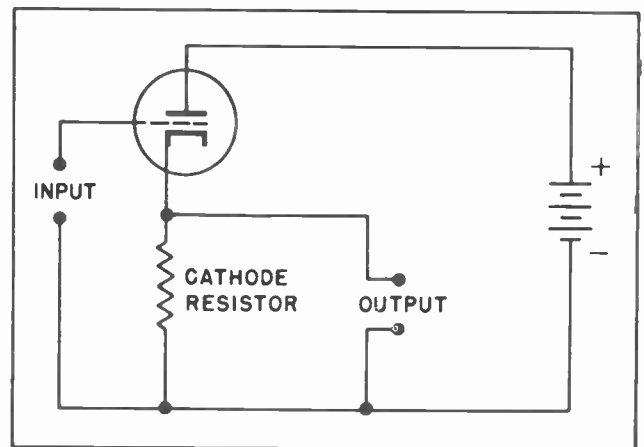 INPUT
CATHODE
RESISTOR
OUTPUT
+
-